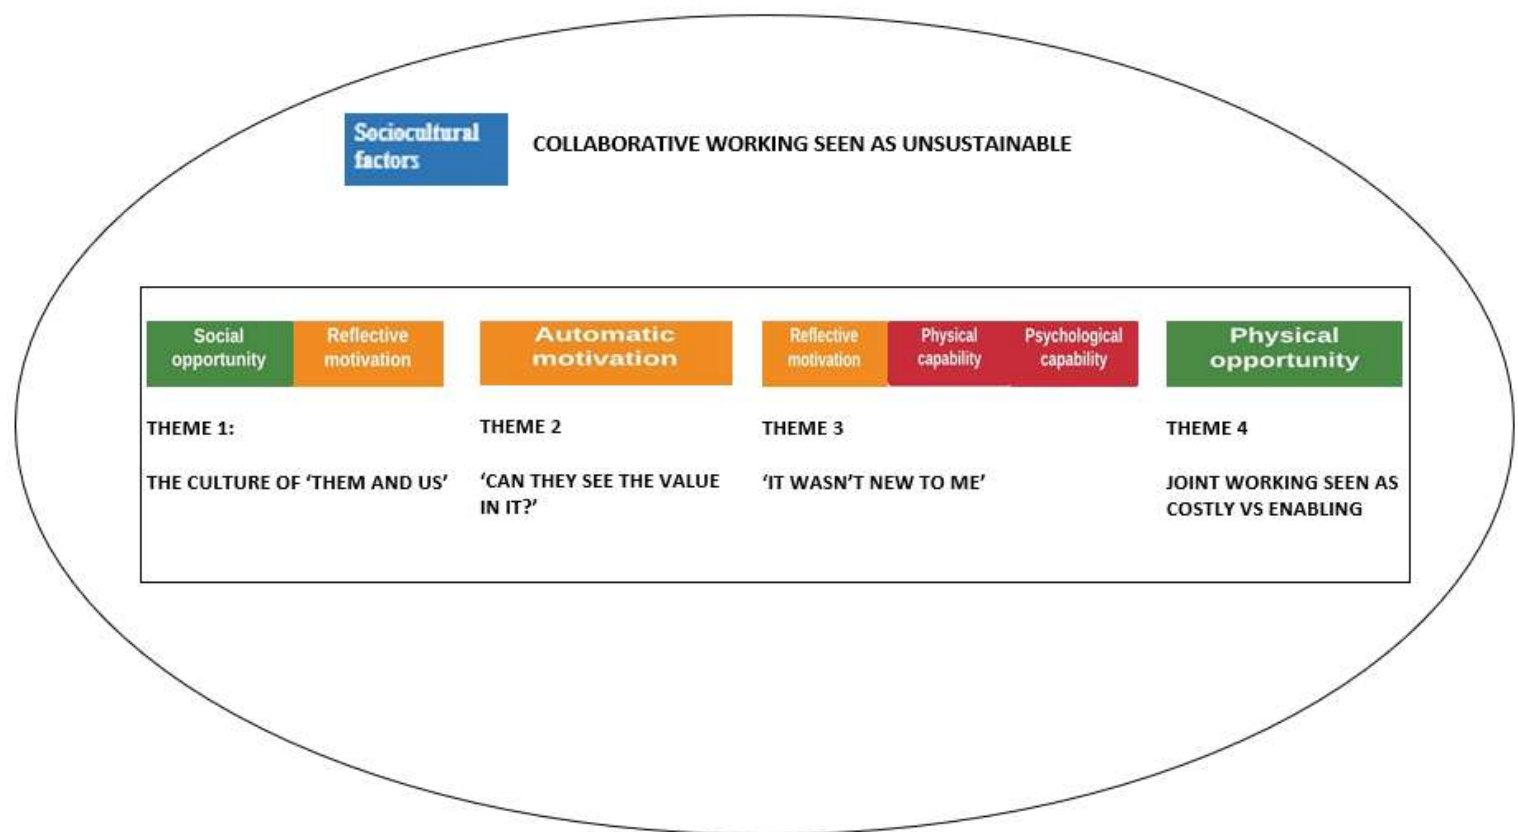 Sociocultural
factors
COLLABORATIVE WORKING SEEN AS UNSUSTAINABLE
Social
opportunity
Reflective
motivation
Automatic
motivation
Reflective
motivation
Physical
capability
Psychological
capability
Physical
opportunity
THEME 1:
THE CULTURE OF ‘THEM AND US’
THEME 2
‘CAN THEY SEE THE VALUE
IN IT?’
THEME 3
‘IT WASN’T NEW TO ME’
THEME 4
JOINT WORKING SEEN AS
COSTLY VS ENABLING